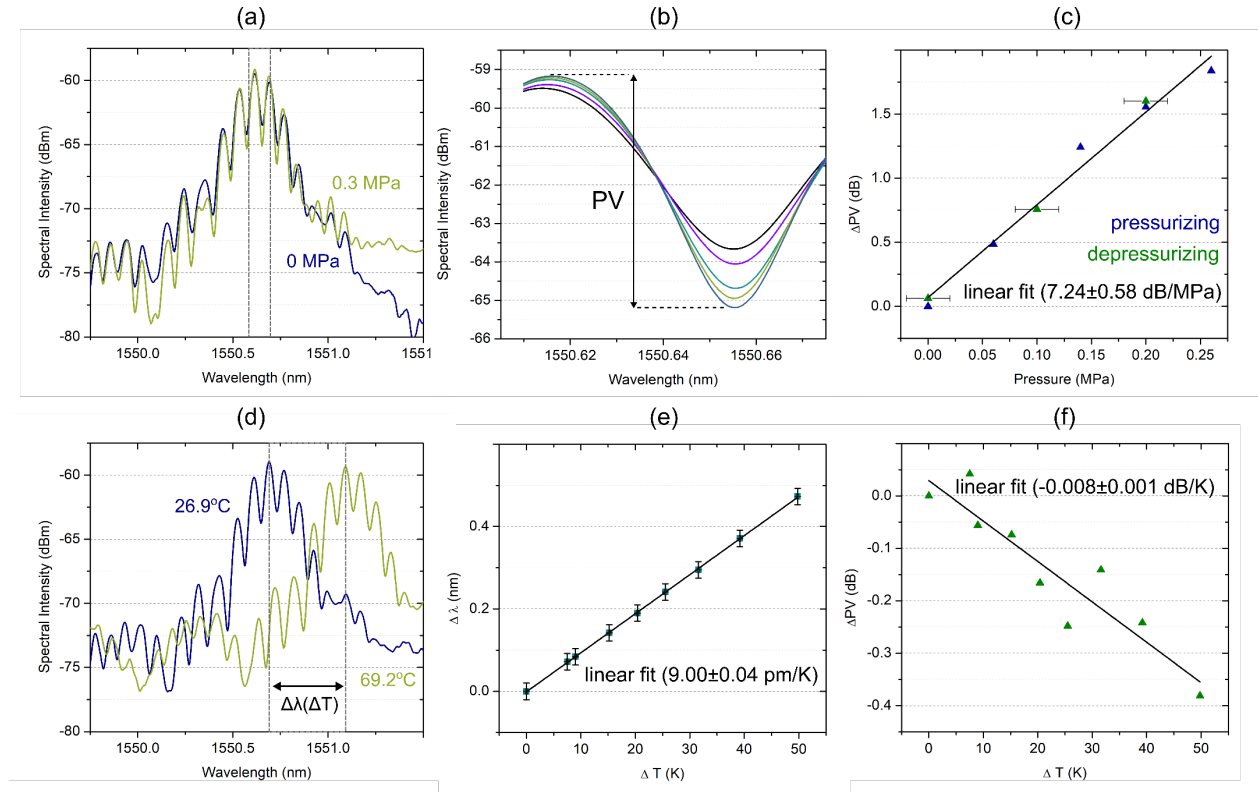 (a)
Spectral Intensity (dBm)
-60
-65
-70
-75
-80
0.3 MPa
0 MPa
1550.0
1550.5
1551.0
1551
Wavelength (nm)
(b)
Spectral Intensity (dBm)
-59
-60
-61
-62
-63
-64
-65
-66
PV
1550.62
1550.64
1550.66
Wavelength (nm)
(c)
ΔPV (dB)
1.5
1.0
0.5
0.0
pressurizing
depressurizing
linear fit (7.24±0.58 dB/MPa)
0.00
0.05
0.10
0.15
0.20
0.25
Pressure (MPa)
(d)
Spectral Intensity (dBm)
-60
-65
-70
-75
-80
26.9°C
69.2°C
Δλ(ΔT)
1550.0
1550.5
1551.0
Wavelength (nm)
(e)
Δ λ (nm)
0.4
0.2
0.0
linear fit (9.00±0.04 pm/K)
0
10
20
30
40
50
Δ T (K)
(f)
ΔPV (dB)
0.0
-0.1
-0.2
-0.3
-0.4
linear fit (-0.008±0.001 dB/K)
0
10
20
30
40
50
Δ T (K)